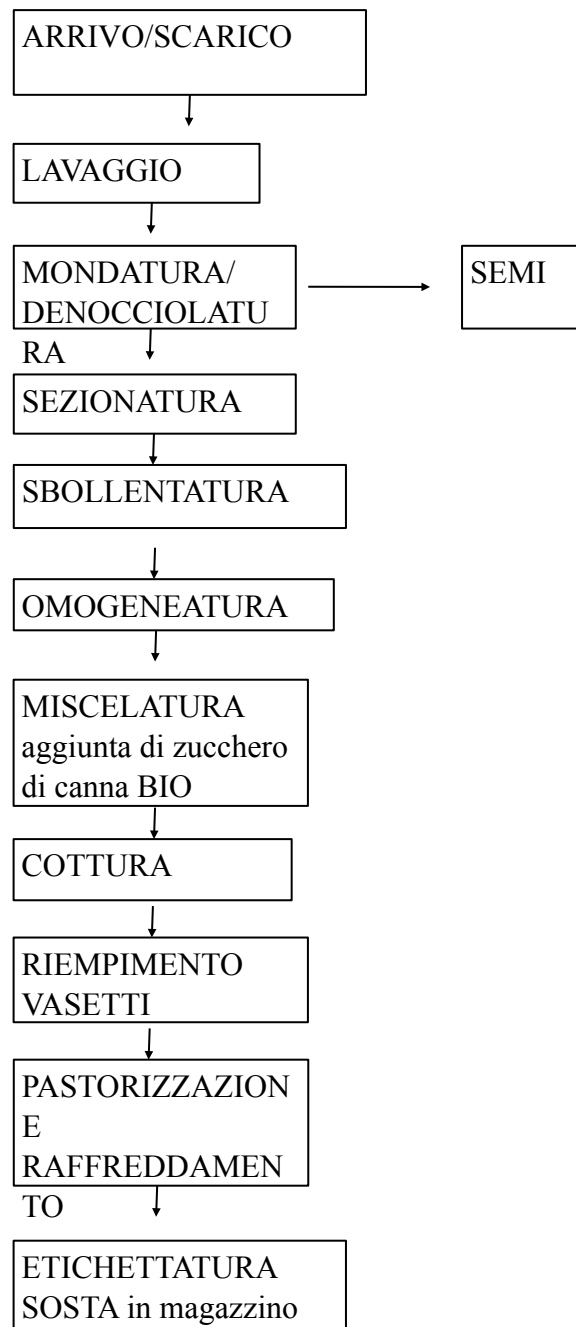 ARRIVO/SCARICO
LAVAGGIO
MONDATURA/
DENOCCIOLATU
RA
SEMI
SEZIONATURA
SBOLLENTATURA
OMOGENEATURA
MISCELATURA
aggiunta di zucchero
di canna BIO
COTTURA
RIEMPIMENTO
VASETTI
PASTORIZZAZION
E
RAFFREDDAMEN
TO
ETICHETTATURA
SOSTA in magazzino